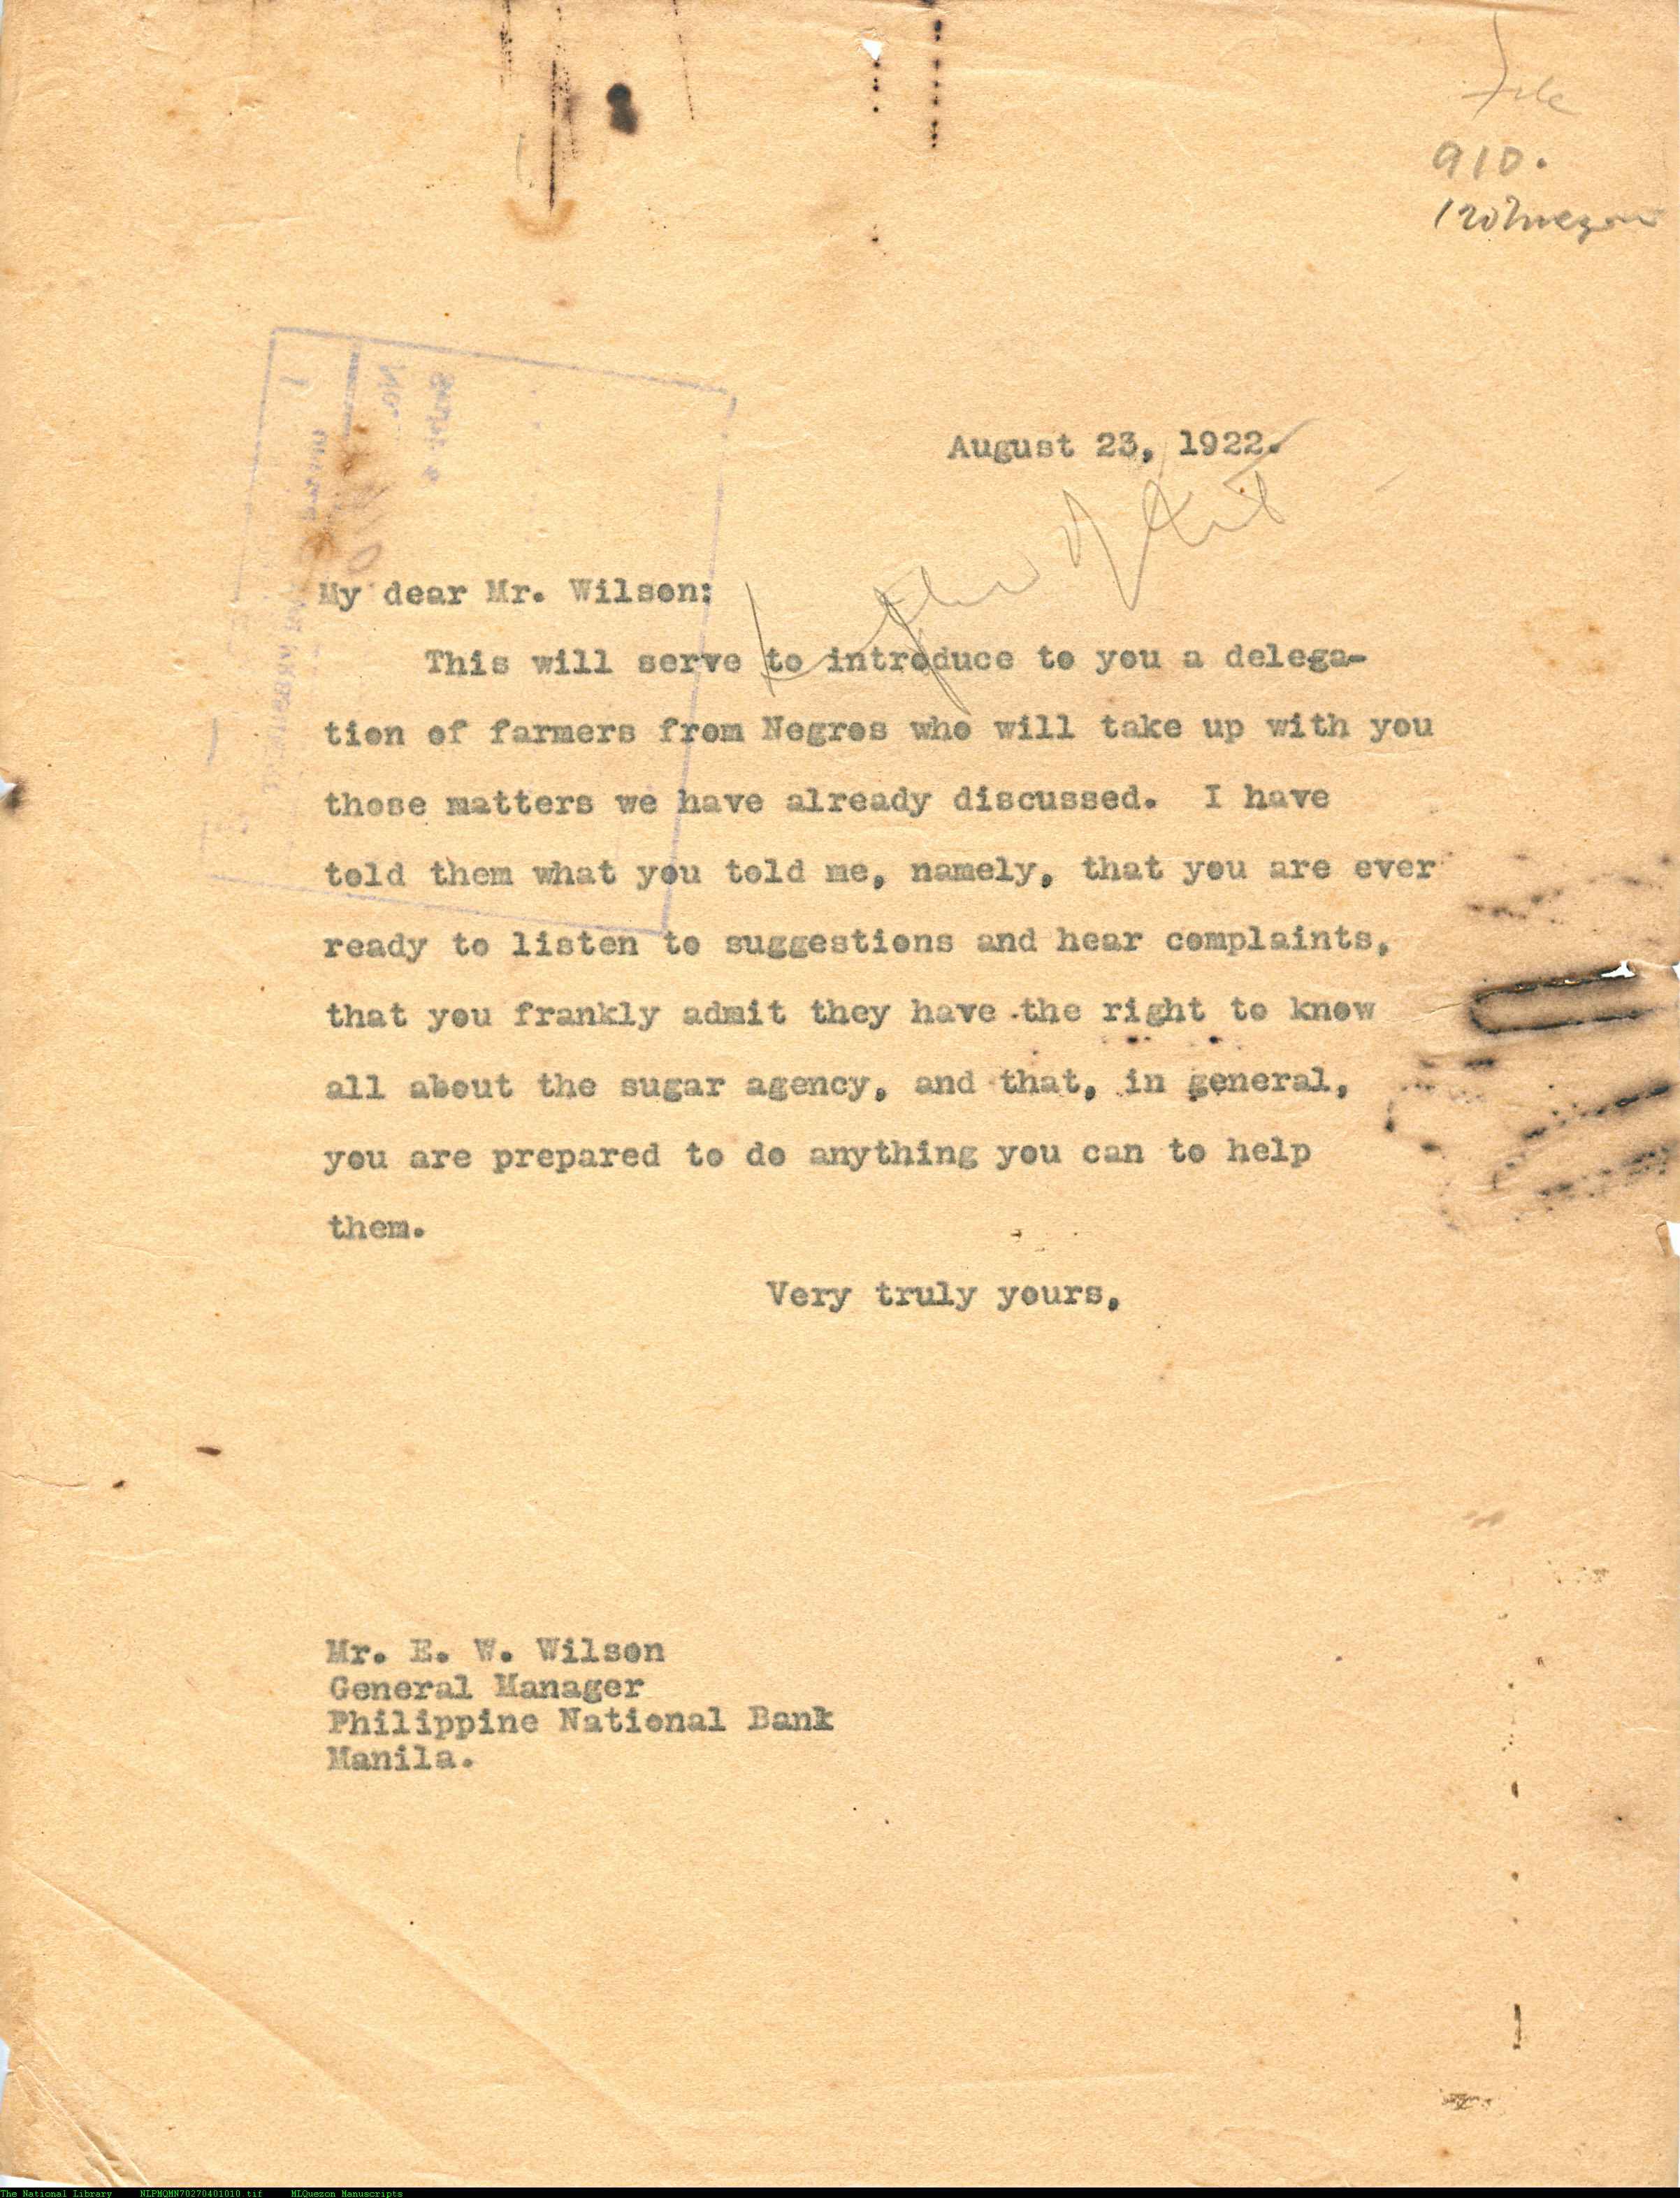 File
910.
August 23, 1922.
My dear Mr. Wilson:
This will serve to introduce to you a delega-
tion of farmers from Negros who will take up with you
those matters we have already discussed. I have
told them what you told me, namely, that you are ever
ready to listen to suggestions and hear complaints,
that you frankly admit they have the right to know
all about the sugar agency, and that, in general,
you are prepared to do anything you can to help
them.
Very truly yours,
Mr. E. W. Wilson
General Manager
Philippine National Bank
Manila.
The National Library NLPMQMN70270401010.tif MLQuezon Manuscripts